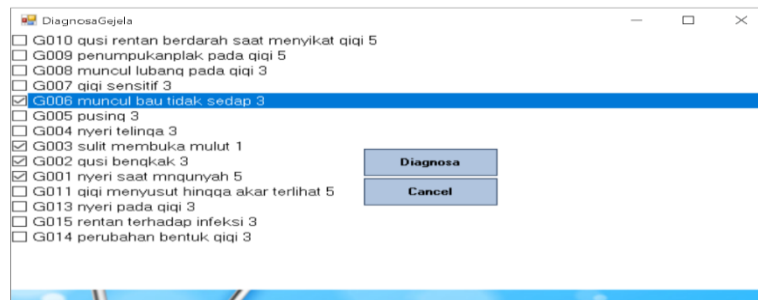 DiagnosaGejela
G010 gusi rentan berdarah saat menyikat gigi 5
G009 penumpukanplak pada gigi 5
G008 muncul lubang pada gigi 3
G007 gigi sensitif 3
G006 muncul bau tidak sedap 3
G005 pusing 3
G004 nyeri telinga 3
G003 sulit membuka mulut 1
G002 gusi bengkak 3
G001 nyeri saat mngunyah 5
G011 gigi menyusut hingga akar terlihat 5
G013 nyeri pada gigi 3
G015 rentan terhadap infeksi 3
G014 perubahan bentuk gigi 3
Diagnosa
Cancel